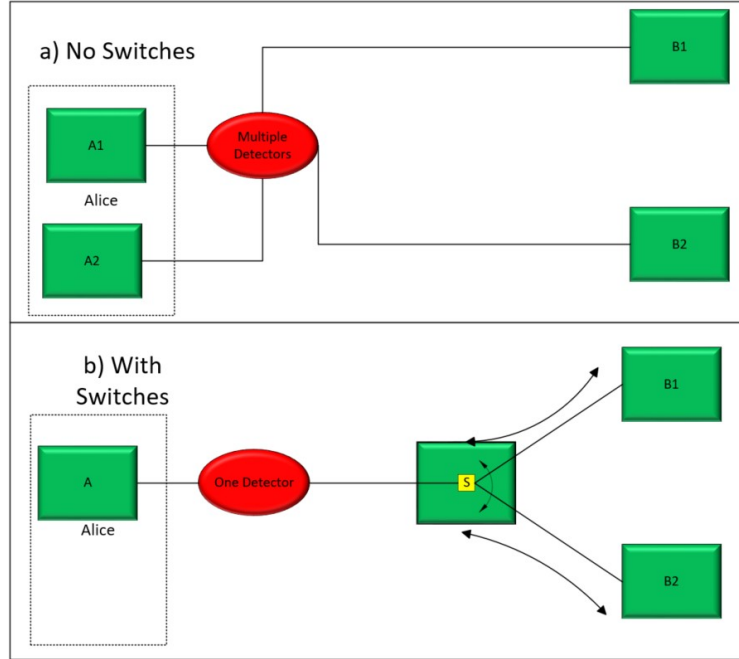 a) No Switches
B1
A1
Multiple
Detectors
Alice
A2
B2
b) With
Switches
B1
A
One Detector
S
Alice
B2